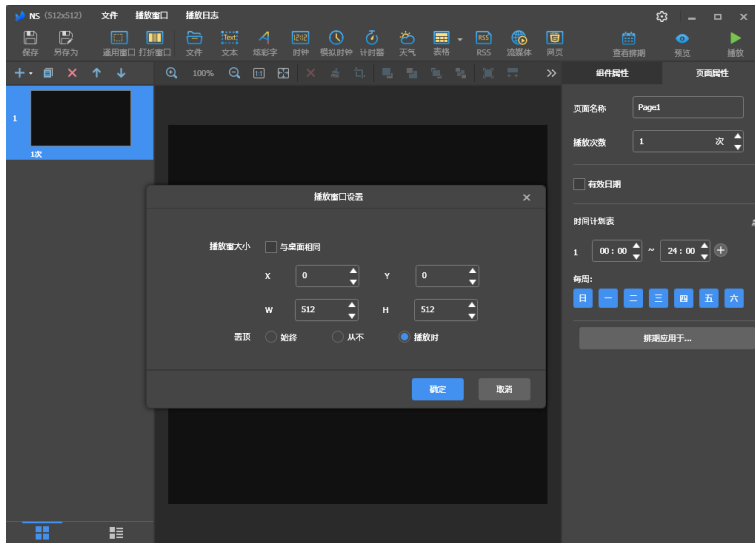 NS (512x512) 文件 播放窗口 播放日志
保存 另存为 通用窗口 打折窗口 文件 文本 炫彩字 时钟 模拟时钟 计时器 天气 表格 RSS 流媒体 网页 查看排期 预览 播放
Text 12:12 RSS
100% 1:1
组件属性 页面属性
1
1次
页面名称 Page1
播放次数 1 次
有效日期
时间计划表
1 00:00 ~ 24:00
每周:
日 一 二 三 四 五 六
排期应用于...
播放窗口设置
播放窗大小 与桌面相同
X 0 Y 0
W 512 H 512
置顶 始终 从不 播放时
确定 取消